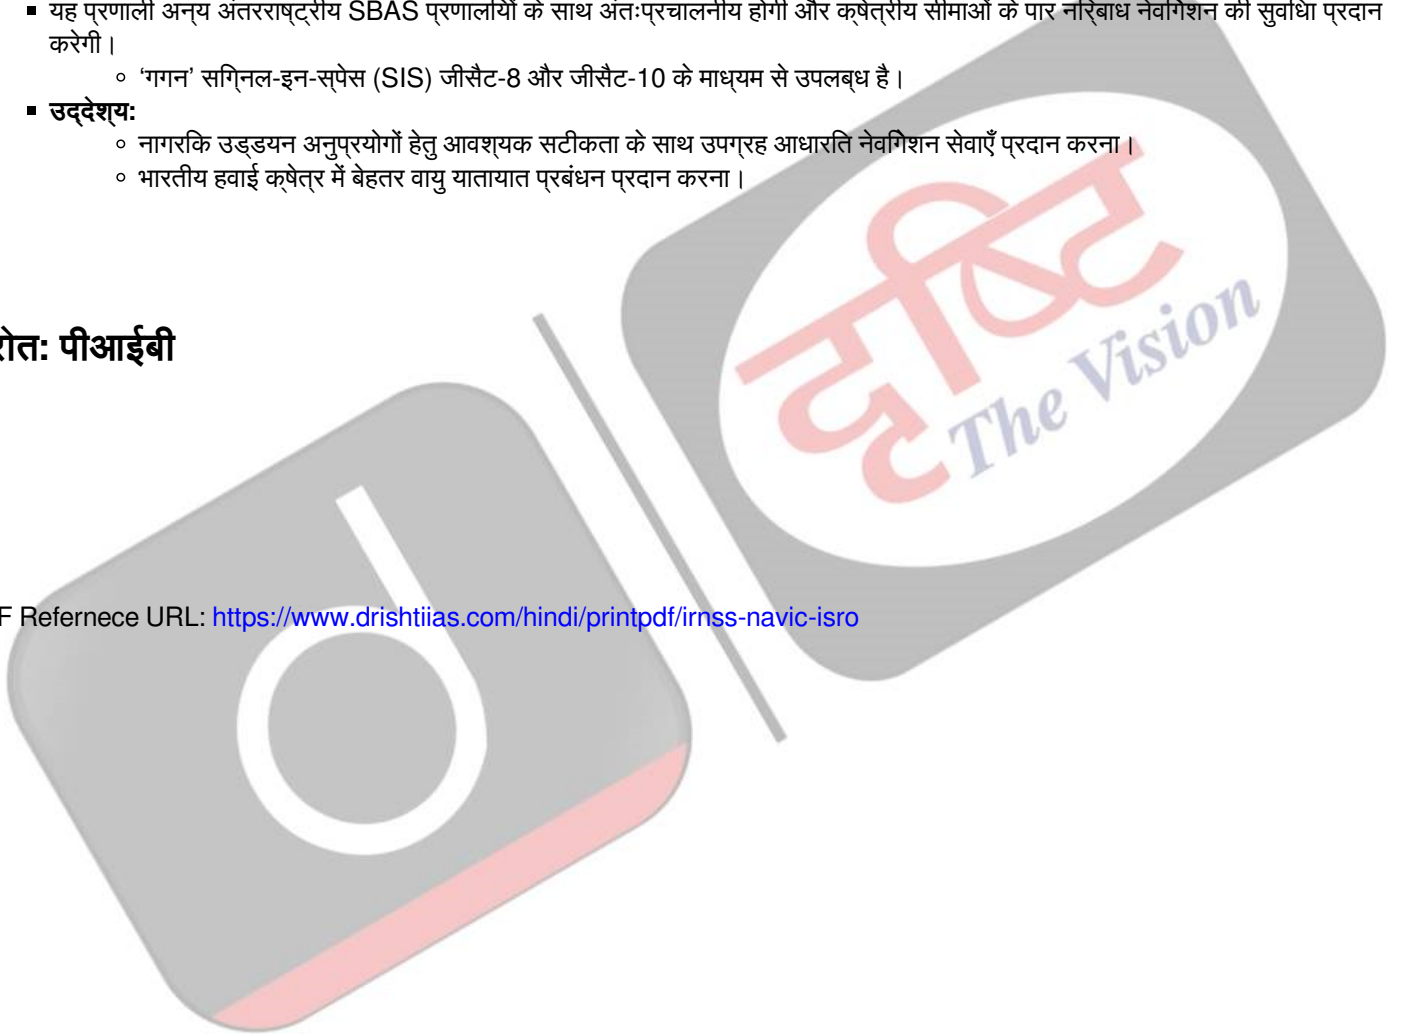 यह प्रणाली अन्य अंतरराष्ट्रीय SBAS प्रणालियों के साथ अंतःप्रचालनीय होगी और क्षेत्रीय सीमाओं के पार निर्बाध नेविगेशन की सुविधा प्रदान
करेगी।
‘गगन’ सिग्निल-इन-स्पेस (SIS) जीसैट-8 और जीसैट-10 के माध्यम से उपलब्ध है।
उद्देश्य:
नागरिक उड्डयन अनुप्रयोगों हेतु आवश्यक सटीकता के साथ उपग्रह आधारित नेविगेशन सेवाएँ प्रदान करना।
भारतीय हवाई क्षेत्र में बेहतर वायु यातायात प्रबंधन प्रदान करना।
दृष्टि
The Vision
रोत: पीआईबी
F Refernece URL: https://www.drishtiias.com/hindi/printpdf/irnss-navic-isro
d